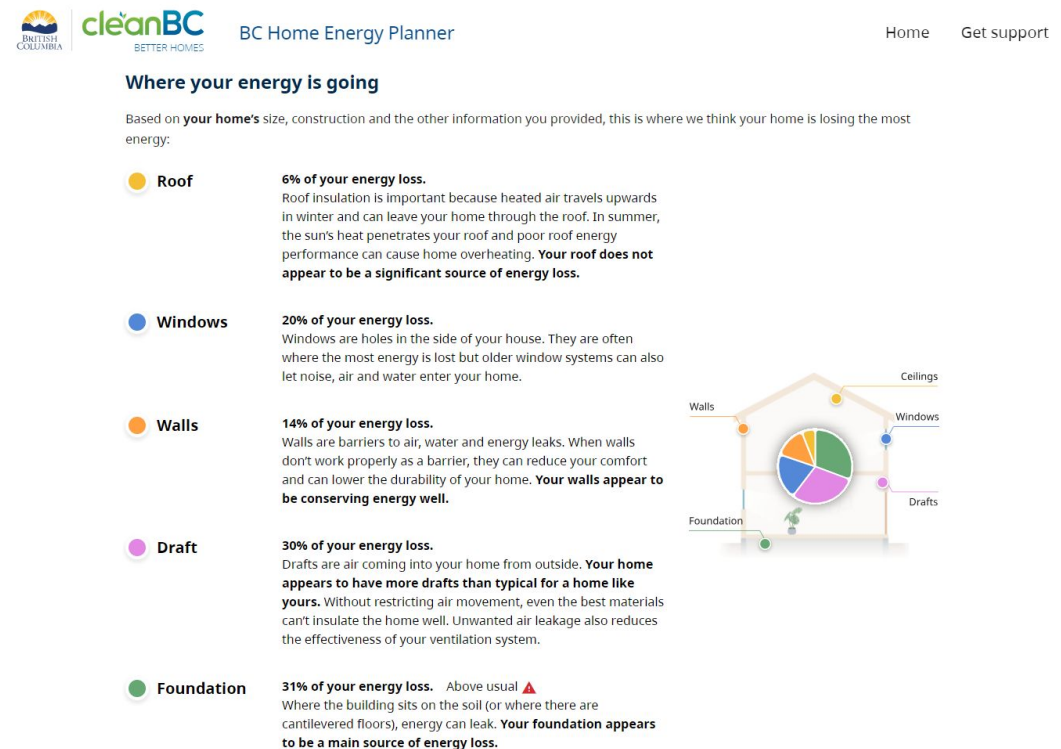 BRITISH
COLUMBIA
cleanBC
BETTER HOMES
BC Home Energy Planner
Home
Get support
Where your energy is going
Based on your home's size, construction and the other information you provided, this is where we think your home is losing the most
energy:
Roof
6% of your energy loss.
Roof insulation is important because heated air travels upwards
in winter and can leave your home through the roof. In summer,
the sun's heat penetrates your roof and poor roof energy
performance can cause home overheating. Your roof does not
appear to be a significant source of energy loss.
Windows
20% of your energy loss.
Windows are holes in the side of your house. They are often
where the most energy is lost but older window systems can also
let noise, air and water enter your home.
Walls
14% of your energy loss.
Walls are barriers to air, water and energy leaks. When walls
don't work properly as a barrier, they can reduce your comfort
and can lower the durability of your home. Your walls appear to
be conserving energy well.
Draft
30% of your energy loss.
Drafts are air coming into your home from outside. Your home
appears to have more drafts than typical for a home like
yours. Without restricting air movement, even the best materials
can't insulate the home well. Unwanted air leakage also reduces
the effectiveness of your ventilation system.
Foundation
31% of your energy loss. Above usual
Where the building sits on the soil (or where there are
cantilevered floors), energy can leak. Your foundation appears
to be a main source of energy loss.
Ceilings
Walls
Windows
Drafts
Foundation